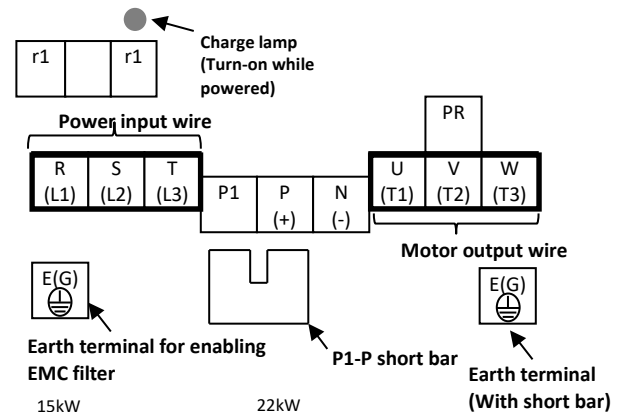 Charge lamp
(Turn-on while
powered)
r1 r1
PR
Power input wire
R S T U V W
(L1) (L2) (L3) P1 P N (T1) (T2) (T3)
(+) (-)
Motor output wire
E(G) E(G)
Earth terminal for enabling
EMC filter
P1-P short bar
Earth terminal
(With short bar)
15kW 22kW